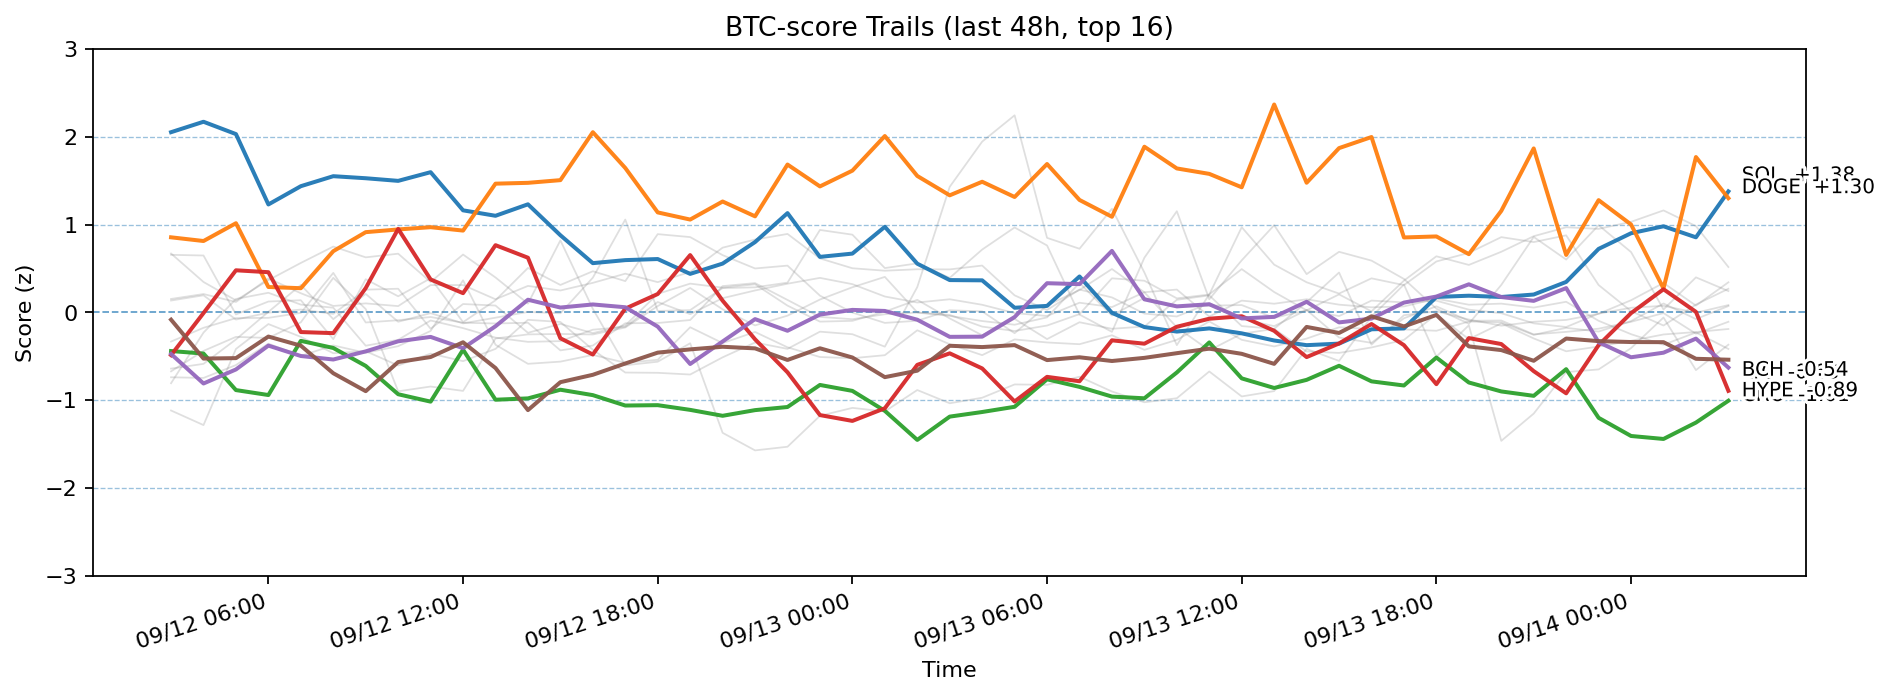 BTC-score Trails (last 48h, top 16)
3
2
1
0
−1
−2
−3
Score (z)
SOL +1.38
DOGE +1.30
BCH -0.54
HYPE -0.89
09/12 06:00
09/12 12:00
09/12 18:00
09/13 00:00
09/13 06:00
09/13 12:00
09/13 18:00
09/14 00:00
Time